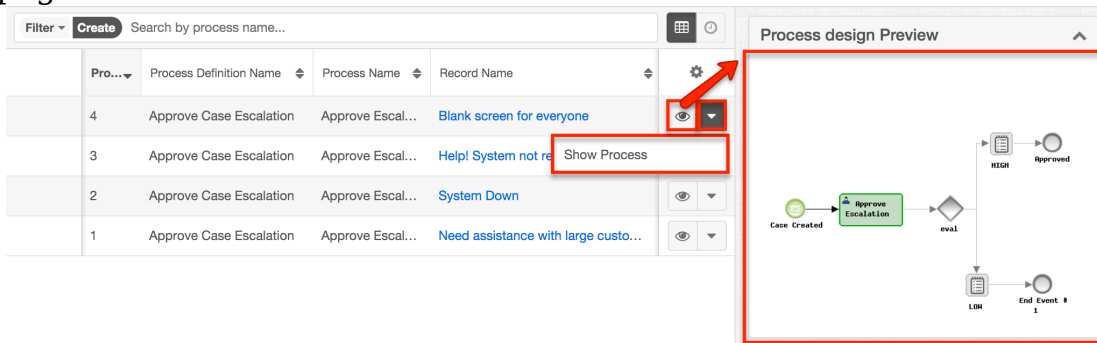 Filter Create Search by process name...
Process design Preview
Pro... Process Definition Name Process Name Record Name
4 Approve Case Escalation Approve Escal... Blank screen for everyone
3 Approve Case Escalation Approve Escal... Help! System not re
Show Process
2 Approve Case Escalation Approve Escal... System Down
1 Approve Case Escalation Approve Escal... Need assistance with large custo...
HIGH
Approved
Approve
Escalation
Case Created
eval
LOW
End Event #
1